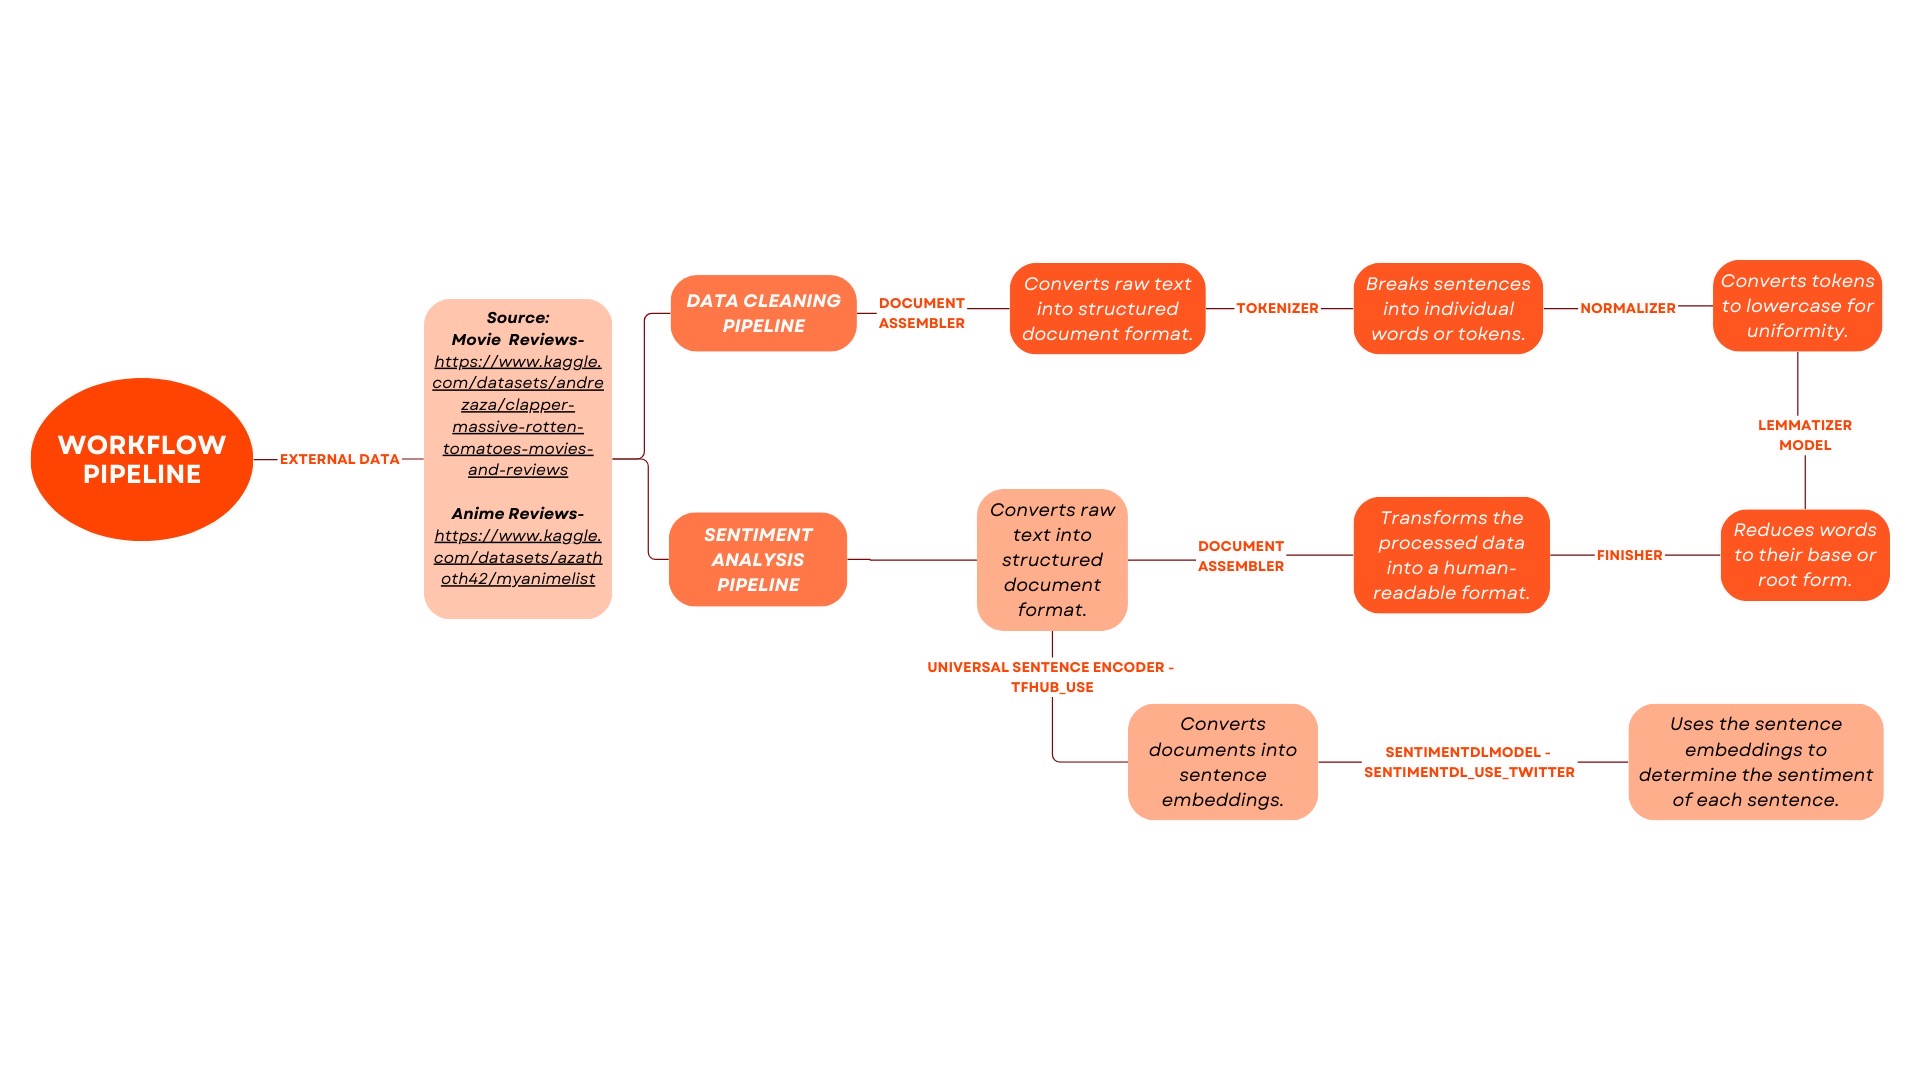 WORKFLOW
PIPELINE
EXTERNAL DATA
Source:
Movie Reviews-
https://www.kaggle.
com/datasets/andre
zaza/clapper-
massive-rotten-
tomatoes-movies-
and-reviews
Anime Reviews-
https://www.kaggle.
com/datasets/azath
oth42/myanimelist
DATA CLEANING
PIPELINE
DOCUMENT
ASSEMBLER
Converts raw text
into structured
document format.
TOKENIZER
Breaks sentences
into individual
words or tokens.
NORMALIZER
Converts tokens
to lowercase for
uniformity.
LEMMATIZER
MODEL
Reduces words
to their base or
root form.
FINISHER
Transforms the
processed data
into a human-
readable format.
DOCUMENT
ASSEMBLER
SENTIMENT
ANALYSIS
PIPELINE
Converts raw
text into
structured
document
format.
UNIVERSAL SENTENCE ENCODER -
TFHUB_USE
Converts
documents into
sentence
embeddings.
SENTIMENTDLMODEL -
SENTIMENTDL_USE_TWITTER
Uses the sentence
embeddings to
determine the sentiment
of each sentence.